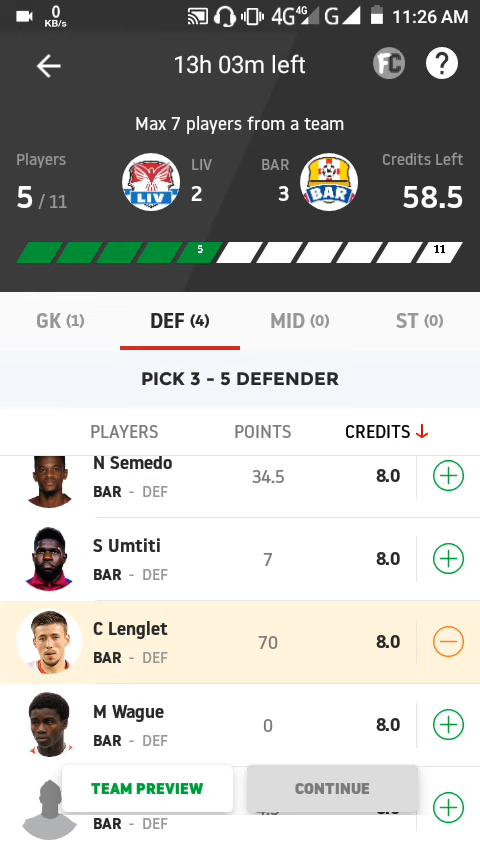 0
KB/s
4G 4G
G
11:26 AM
13h 03m left
FC
?
Max 7 players from a team
Players
LIV
BAR
Credits Left
5 / 11
LIV
2
3
BAR
58.5
5
11
GK (1)
DEF (4)
MID (0)
ST (0)
PICK 3 - 5 DEFENDER
PLAYERS
POINTS
CREDITS
N Semedo
BAR - DEF
34.5
8.0
S Umtiti
BAR - DEF
7
8.0
C Lenglet
BAR - DEF
70
8.0
M Wague
BAR - DEF
0
8.0
TEAM PREVIEW
CONTINUE
BAR - DEF